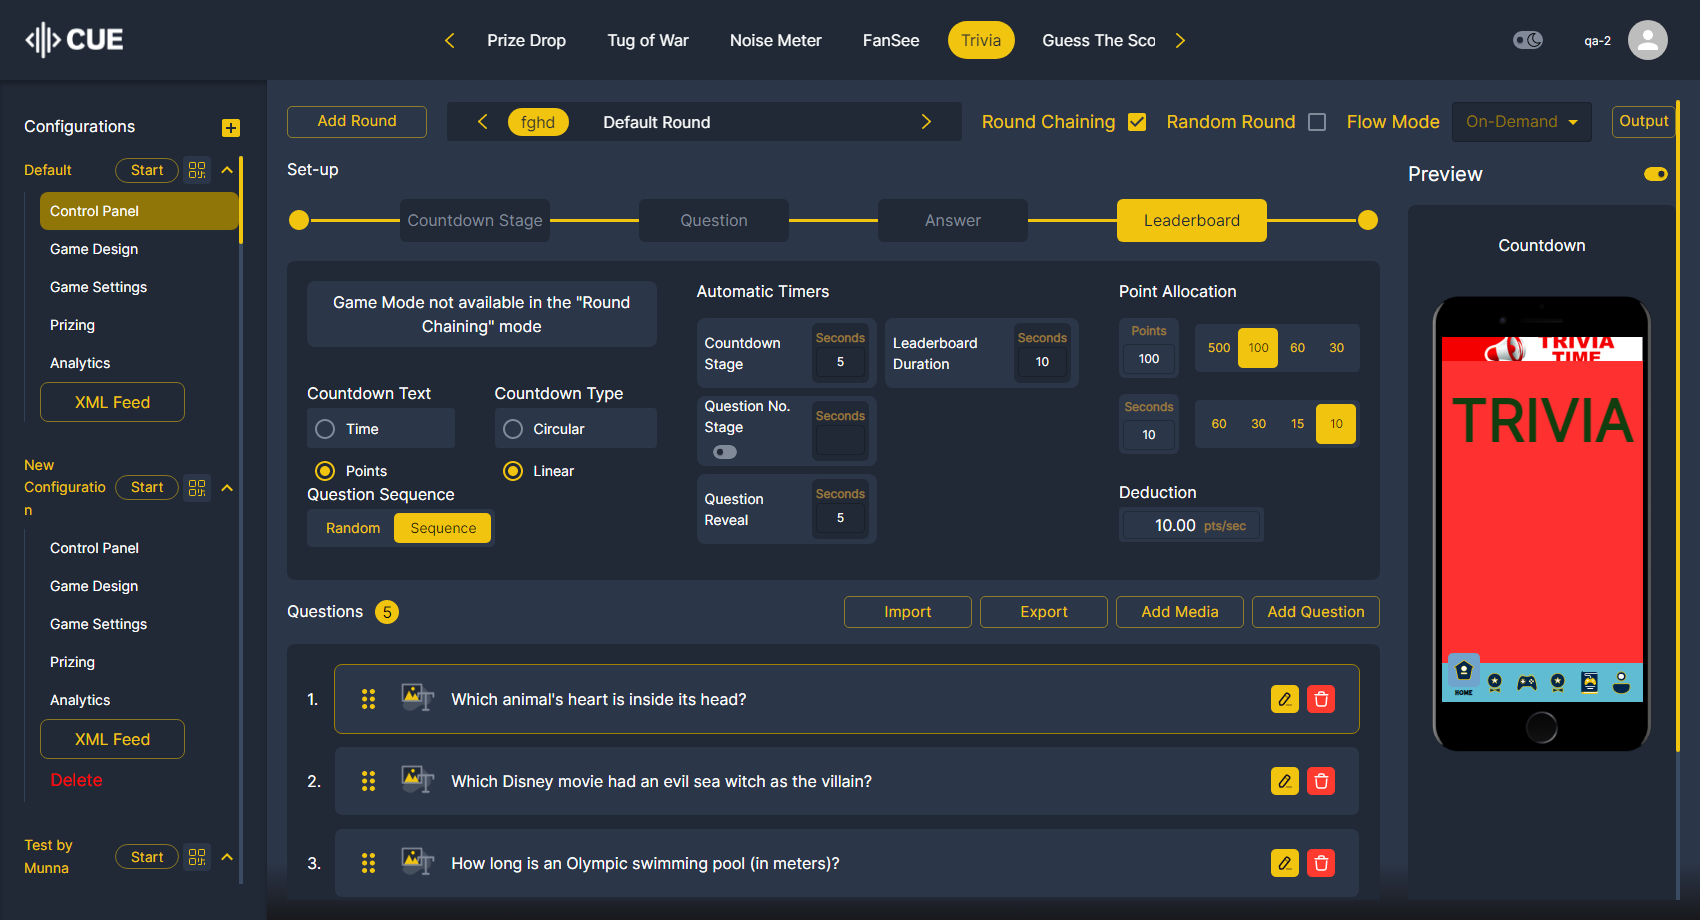 CUE
Prize Drop
Tug of War
Noise Meter
FanSee
Trivia
Guess The Sco
qa-2
Configurations
Default
Start
Control Panel
Game Design
Game Settings
Prizing
Analytics
XML Feed
New
Configuratio
n
Start
Control Panel
Game Design
Game Settings
Prizing
Analytics
XML Feed
Delete
Test by
Munna
Start
Add Round
fghd
Default Round
Round Chaining
Random Round
Flow Mode
On-Demand
Output
Set-up
Countdown Stage
Question
Answer
Leaderboard
Game Mode not available in the "Round
Chaining" mode
Countdown Text
Time
Points
Countdown Type
Circular
Linear
Question Sequence
Random
Sequence
Automatic Timers
Countdown
Stage
Seconds
5
Leaderboard
Duration
Seconds
10
Question No.
Stage
Seconds
Question
Reveal
Seconds
5
Point Allocation
Points
100
500
100
60
30
Seconds
10
60
30
15
10
Deduction
10.00 pts/sec
Questions 5
Import
Export
Add Media
Add Question
1. Which animal's heart is inside its head?
2. Which Disney movie had an evil sea witch as the villain?
3. How long is an Olympic swimming pool (in meters)?
Preview
Countdown
TRIVIA
TIME
TRIVIA
HOME